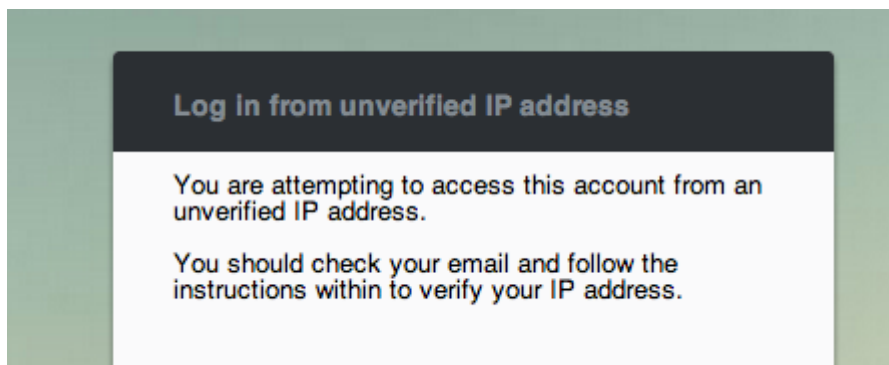 Log in from unverified IP address
You are attempting to access this account from an
unverified IP address.
You should check your email and follow the
instructions within to verify your IP address.